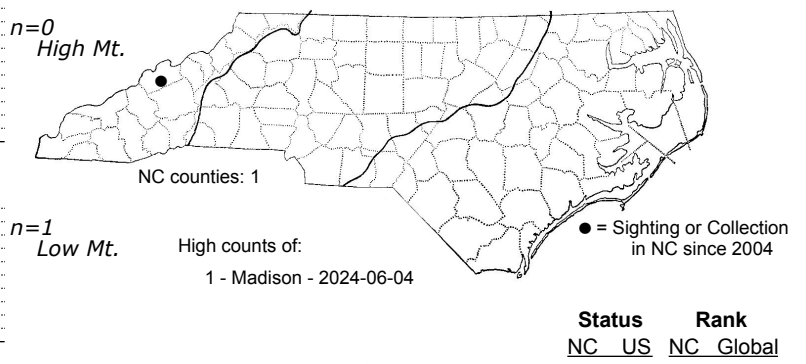 n=0
High Mt.
NC counties: 1
n=1
Low Mt.
High counts of:
1 - Madison - 2024-06-04
● = Sighting or Collection
in NC since 2004
Status Rank
NC US NC Global